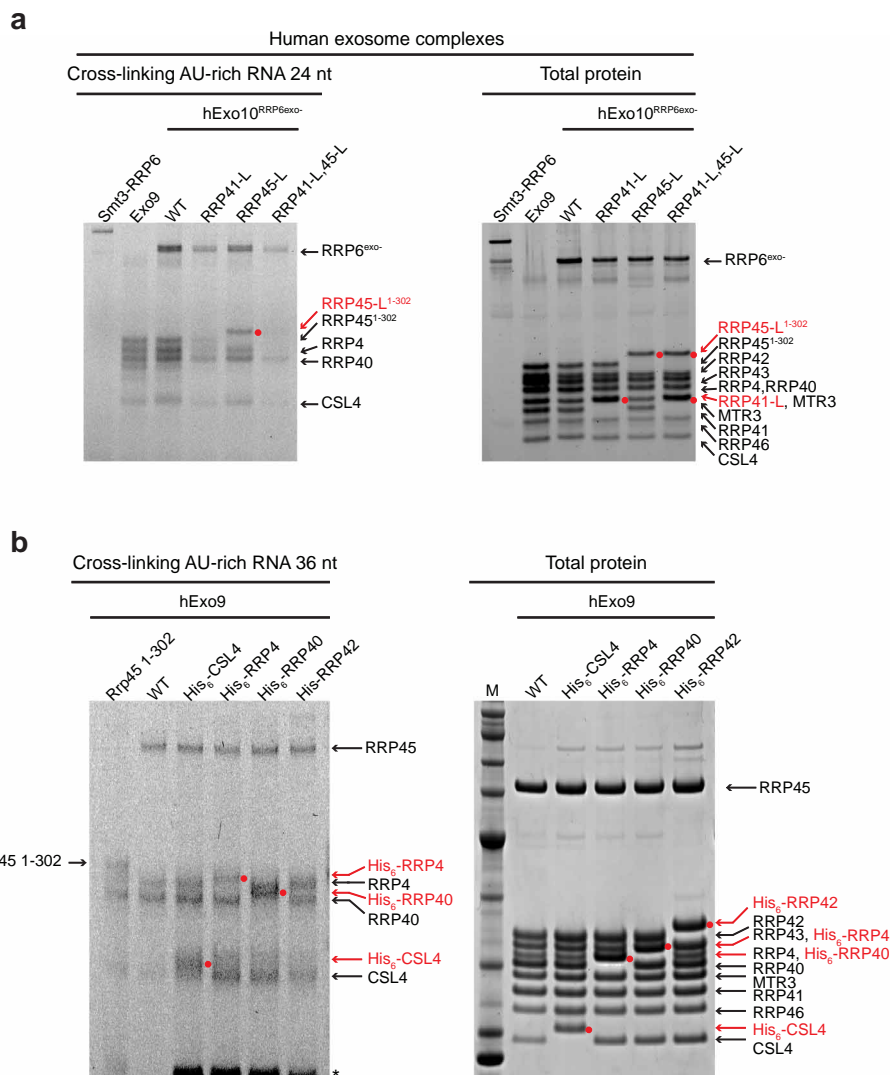 a
Human exosome complexes
Cross-linking AU-rich RNA 24 nt
Total protein
hExo10RRP6exo-
hExo10RRP6exo-
Smt3-RRP6
Exo9
WT
RRP41-L
RRP45-L
RRP41-L,45-L
Smt3-RRP6
Exo9
WT
RRP41-L
RRP45-L
RRP41-L,45-L
RRP6exo-
RRP45-L1-302
RRP451-302
RRP4
RRP40
CSL4
RRP6exo-
RRP45-L1-302
RRP451-302
RRP42
RRP43
RRP4,RRP40
RRP41-L, MTR3
MTR3
RRP41
RRP46
CSL4
b
Cross-linking AU-rich RNA 36 nt
Total protein
hExo9
hExo9
Rrp45 1-302
WT
His6-CSL4
His6-RRP4
His6-RRP40
His-RRP42
M
WT
His6-CSL4
His6-RRP4
His6-RRP40
His6-RRP42
RRP45
45 1-302
His6-RRP4
RRP4
His6-RRP40
RRP40
His6-CSL4
CSL4
*
RRP45
His6-RRP42
RRP42
RRP43, His6-RRP4
RRP4, His6-RRP40
RRP40
MTR3
RRP41
RRP46
His6-CSL4
CSL4